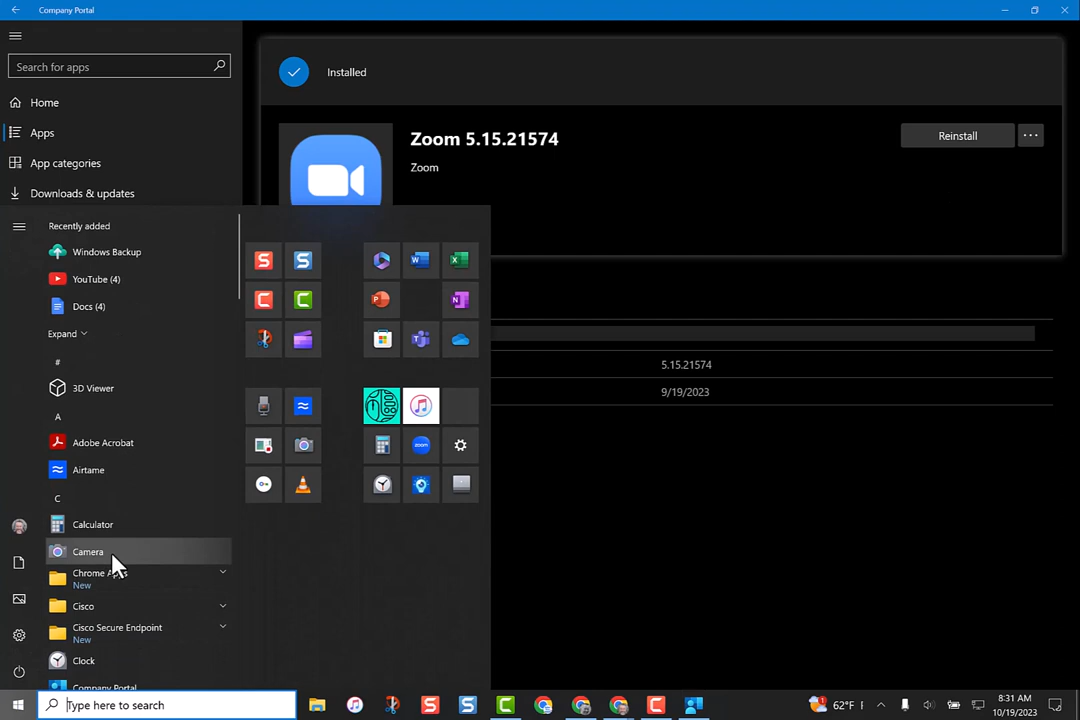 Company Portal
Search for apps
Installed
Home
Zoom 5.15.21574
Reinstall
Apps
Zoom
App categories
Downloads & updates
Recently added
Windows Backup
YouTube (4)
Docs (4)
Expand
#
3D Viewer
5.15.21574
A
9/19/2023
Adobe Acrobat
zoom
Airtame
C
Calculator
Camera
Chrome A
New
Cisco
Cisco Secure Endpoint
New
Clock
Company Portal
Type here to search
62°F
8:31 AM
10/19/2023